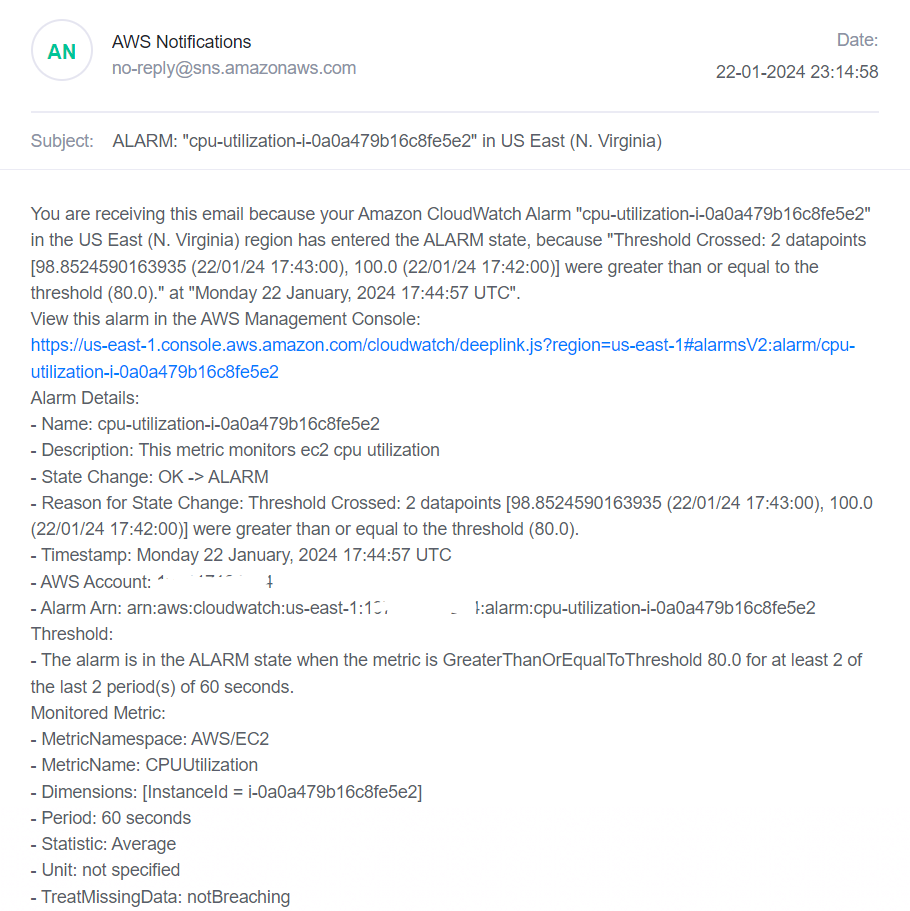 AN
AWS Notifications
no-reply@sns.amazonaws.com
Date:
22-01-2024 23:14:58
Subject: ALARM: "cpu-utilization-i-0a0a479b16c8fe5e2" in US East (N. Virginia)
You are receiving this email because your Amazon CloudWatch Alarm "cpu-utilization-i-0a0a479b16c8fe5e2"
in the US East (N. Virginia) region has entered the ALARM state, because "Threshold Crossed: 2 datapoints
[98.8524590163935 (22/01/24 17:43:00), 100.0 (22/01/24 17:42:00)] were greater than or equal to the
threshold (80.0)." at "Monday 22 January, 2024 17:44:57 UTC".
View this alarm in the AWS Management Console:
https://us-east-1.console.aws.amazon.com/cloudwatch/deeplink.js?region=us-east-1#alarmsV2:alarm/cpu-
utilization-i-0a0a479b16c8fe5e2
Alarm Details:
- Name: cpu-utilization-i-0a0a479b16c8fe5e2
- Description: This metric monitors ec2 cpu utilization
- State Change: OK -> ALARM
- Reason for State Change: Threshold Crossed: 2 datapoints [98.8524590163935 (22/01/24 17:43:00), 100.0
(22/01/24 17:42:00)] were greater than or equal to the threshold (80.0).
- Timestamp: Monday 22 January, 2024 17:44:57 UTC
- AWS Account:
- Alarm Arn: arn:aws:cloudwatch:us-east-1: :alarm:cpu-utilization-i-0a0a479b16c8fe5e2
Threshold:
- The alarm is in the ALARM state when the metric is GreaterThanOrEqualToThreshold 80.0 for at least 2 of
the last 2 period(s) of 60 seconds.
Monitored Metric:
- MetricNamespace: AWS/EC2
- MetricName: CPUUtilization
- Dimensions: [InstanceId = i-0a0a479b16c8fe5e2]
- Period: 60 seconds
- Statistic: Average
- Unit: not specified
- TreatMissingData: notBreaching